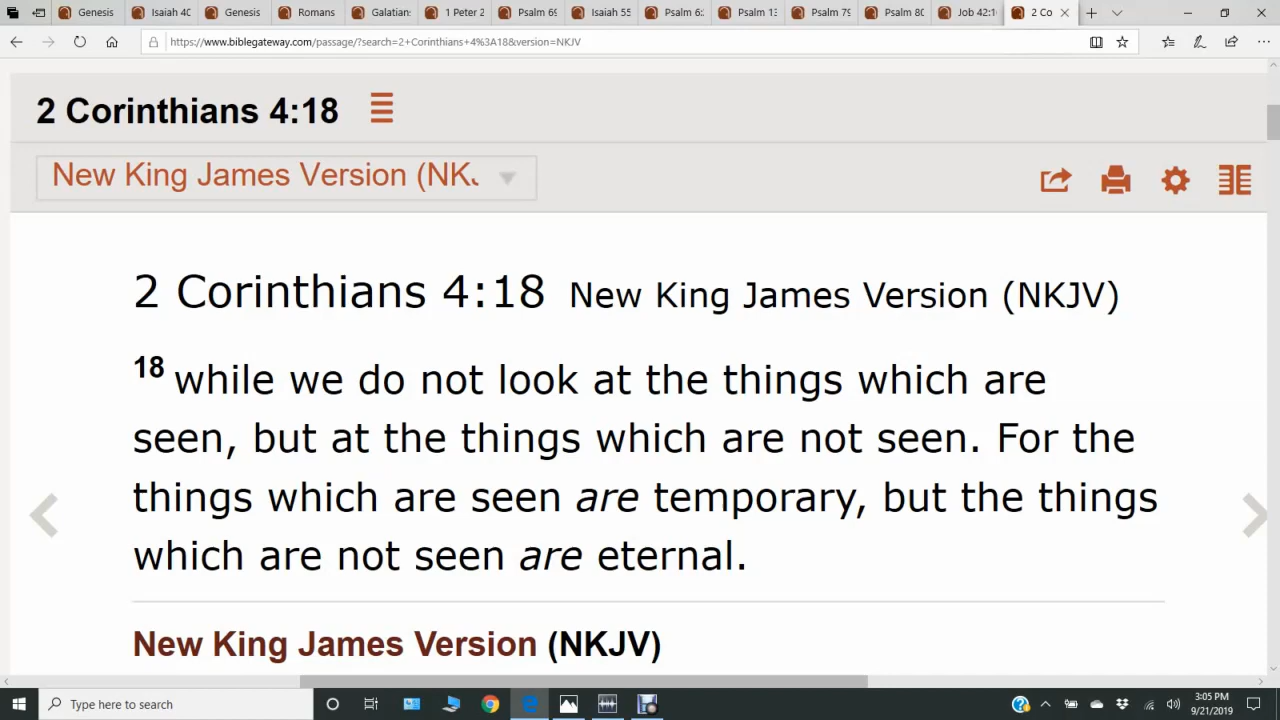 Genesis Isaiah 40 Genesis Romans Galatian 1 Peter 2 Psalm 69 Isaiah 55 Psalm 62 Psalm 13 Psalm 79 Psalm 80 Job 42:1 2 Co
https://www.biblegateway.com/passage/?search=2+Corinthians+4%3A18&version=NKJV
2 Corinthians 4:18
New King James Version (NK
2 Corinthians 4:18 New King James Version (NKJV)
18 while we do not look at the things which are
seen, but at the things which are not seen. For the
things which are seen are temporary, but the things
which are not seen are eternal.
New King James Version (NKJV)
Type here to search
3:05 PM
9/21/2019